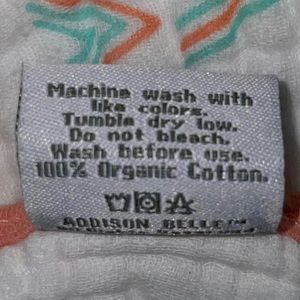 Machine wash with
like colors.
Tumble dry low.
Do not bleach.
Wash before use.
100% Organic Cotton.
ADDISON BELLE™